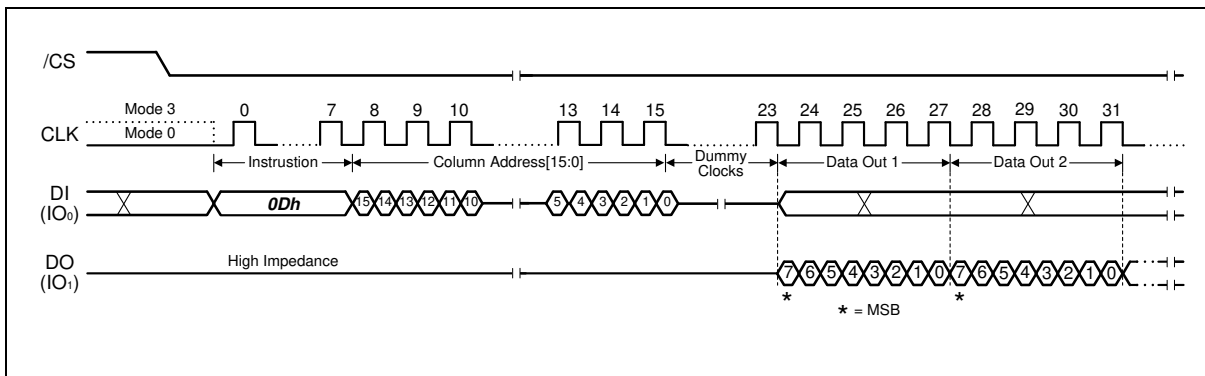 /CS
Mode 3
0 7 8 9 10 13 14 15 23 24 25 26 27 28 29 30 31
CLK
Mode 0
Instrustion
Column Address[15:0]
Dummy
Clocks
Data Out 1
Data Out 2
DI
(IO0)
0Dh
15 14 13 12 11 10
5 4 3 2 1 0
DO
(IO1)
High Impedance
7 6 5 4 3 2 1 0 7 6 5 4 3 2 1 0
* *
* = MSB